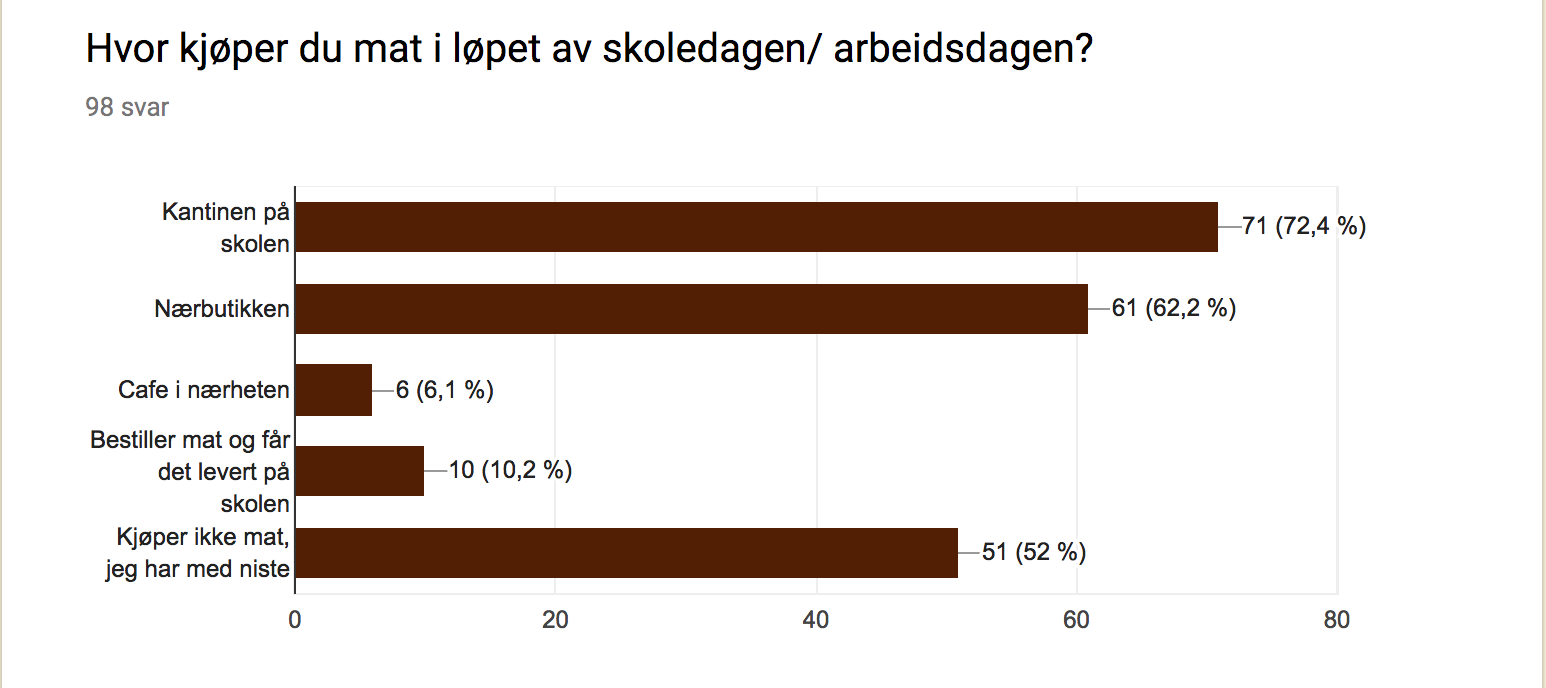 Hvor kjøper du mat i løpet av skoledagen/ arbeidsdagen?
98 svar
Kantinen på
skolen
71 (72,4 %)
Nærbutikken
61 (62,2 %)
Cafe i nærheten
6 (6,1 %)
Bestiller mat og får
det levert på
skolen
10 (10,2 %)
Kjøper ikke mat,
jeg har med niste
51 (52 %)
0 20 40 60 80